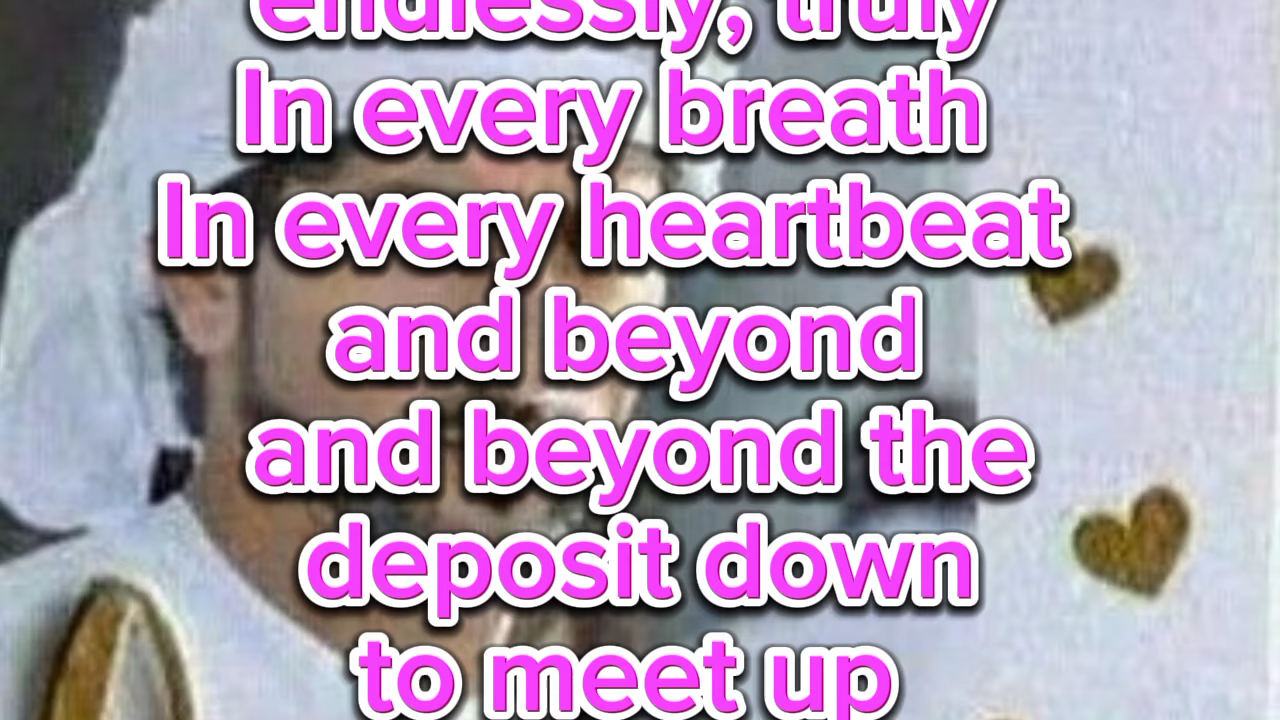 endlessly, truly
In every breath
In every heartbeat
and beyond
and beyond the
deposit down
to meet up